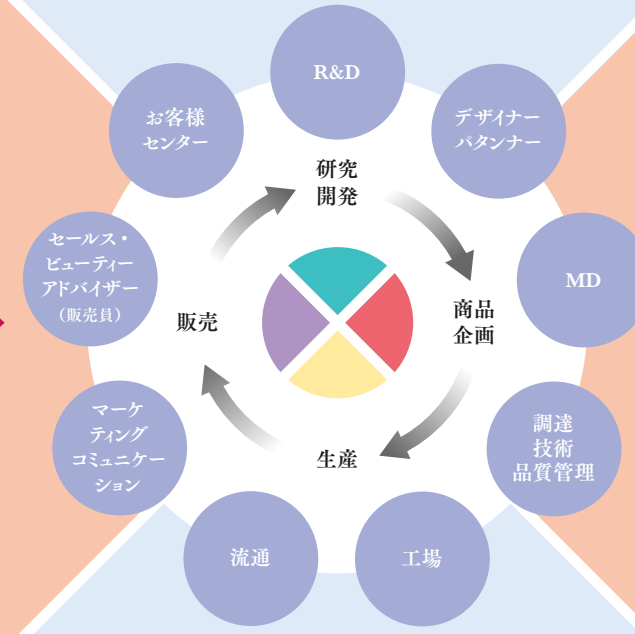 R&D
お客様
センター
デザイナー
パタンナー
研究
開発
セールス・
ビューティー
アドバイザー
（販売員）
MD
販売
商品
企画
マーケ
ティング
コミュニケー
ション
調達
技術
品質管理
生産
流通
工場